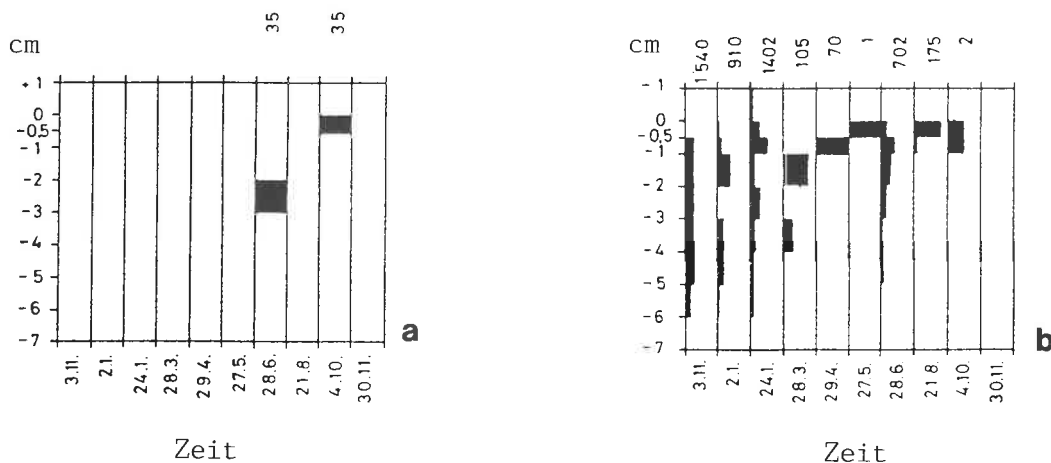 35 35
cm
+1
0
-0.5
-1
-2
-3
-4
-5
-6
-7
3.11. 2.1. 24.1. 28.3. 29.4. 27.5. 28.6. 21.8. 4.10. 30.11.
a
Zeit
1540 910 1402 105 70 1 702 175 2
cm
-1
0
-0,5
-1
-2
-3
-4
-5
-6
-7
3.11. 2.1. 24.1. 28.3. 29.4. 27.5. 28.6. 21.8. 4.10. 30.11.
b
Zeit